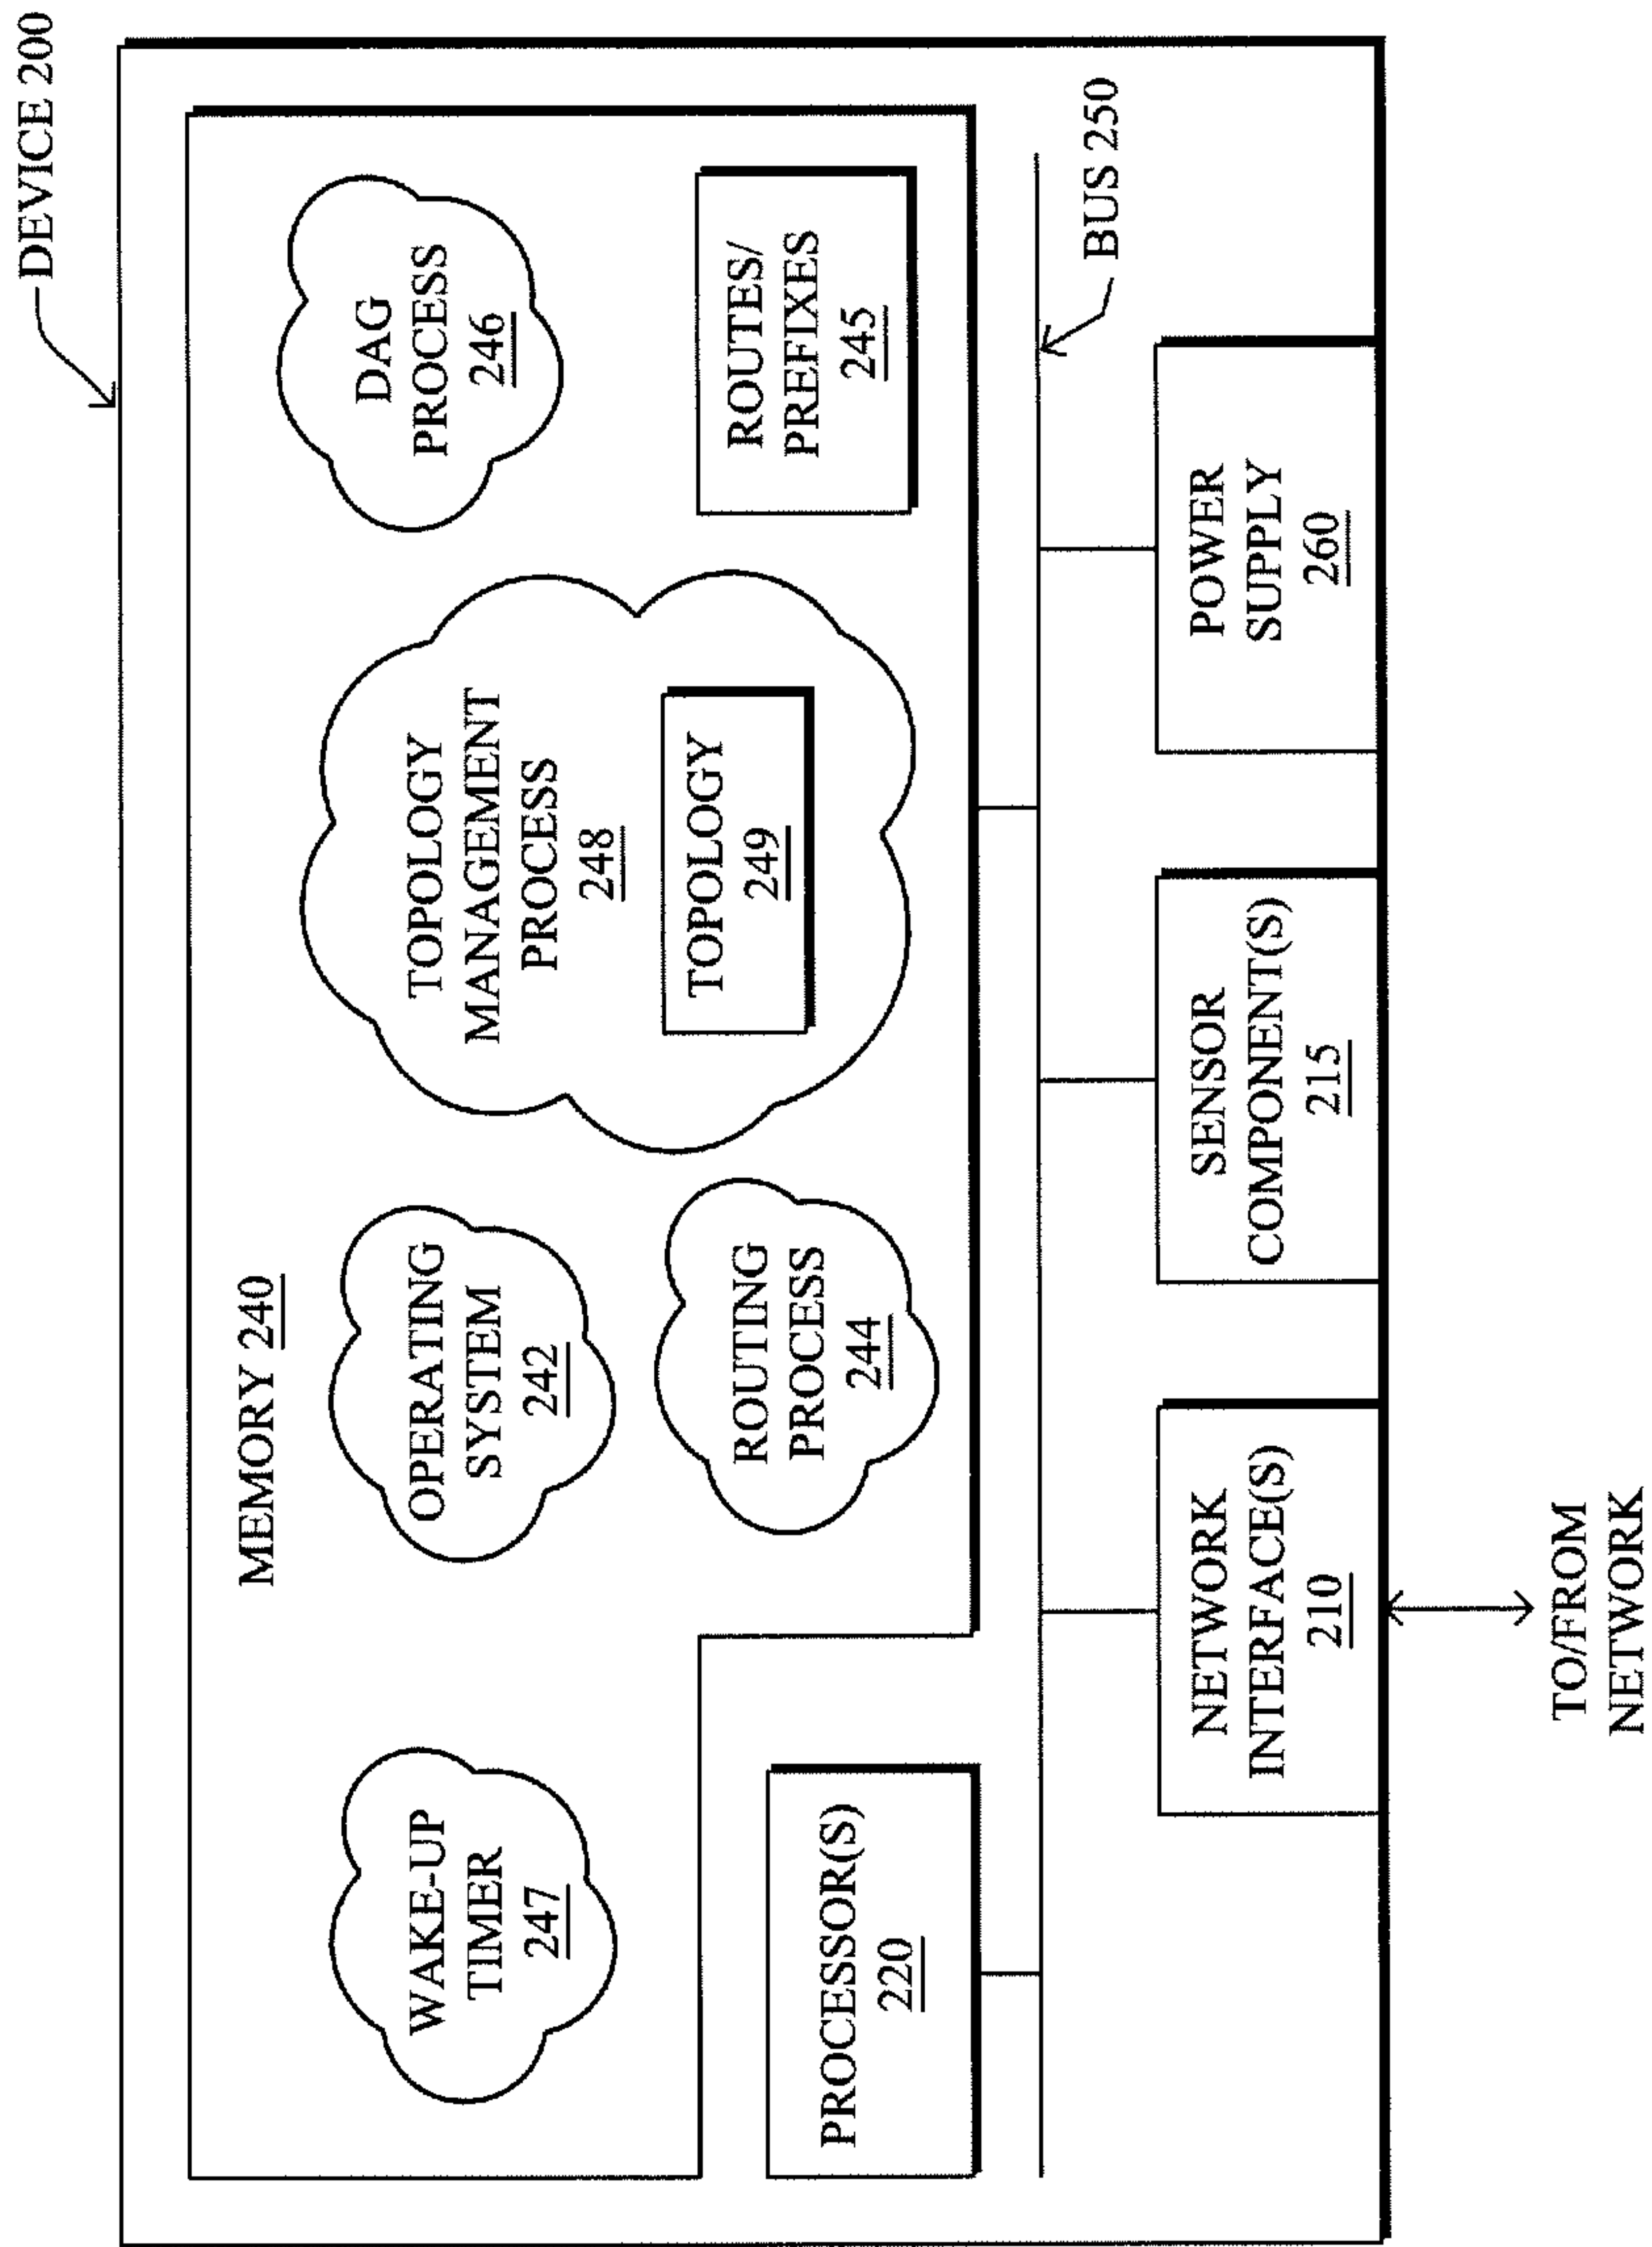 DEVICE 200
MEMORY 240
WAKE-UP
TIMER
247
OPERATING
SYSTEM
242
TOPOLOGY
MANAGEMENT
PROCESS
248
TOPOLOGY
249
DAG
PROCESS
246
ROUTING
PROCESS
244
ROUTES/
PREFIXES
245
PROCESSOR(S)
220
BUS 250
NETWORK
INTERFACE(S)
210
SENSOR
COMPONENT(S)
215
POWER
SUPPLY
260
TO/FROM
NETWORK